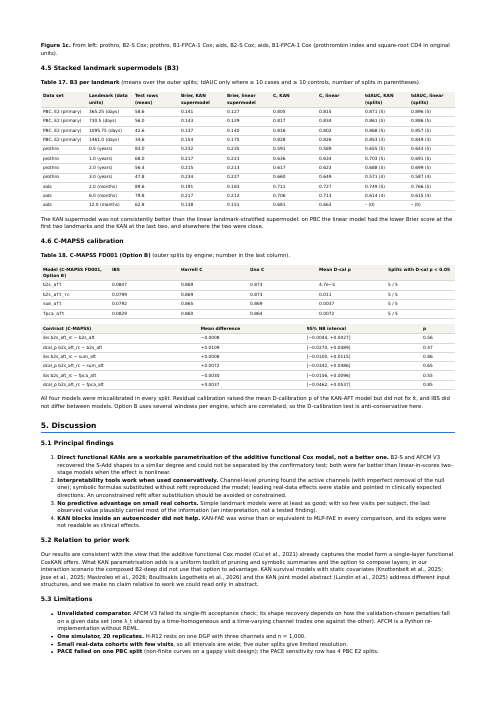 Figure 1c. From left: prothro, B2-S Cox; prothro, B1-FPCA-1 Cox; aids, B2-S Cox; aids, B1-FPCA-1 Cox (prothrombin index and square-root CD4 in original
units).
4.5 Stacked landmark supermodels (B3)
Table 17. B3 per landmark (means over the outer splits; tdAUC only where ≥ 10 cases and ≥ 10 controls, number of splits in parentheses).
Data set | Landmark (data units) | Test rows (mean) | Brier, KAN supermodel | Brier, linear supermodel | C, KAN | C, linear | tdAUC, KAN (splits) | tdAUC, linear (splits)
PBC, E2 (primary) | 365.25 (days) | 58.6 | 0.141 | 0.127 | 0.805 | 0.815 | 0.871 (5) | 0.896 (5)
PBC, E2 (primary) | 730.5 (days) | 56.0 | 0.143 | 0.129 | 0.817 | 0.834 | 0.861 (5) | 0.886 (5)
PBC, E2 (primary) | 1095.75 (days) | 42.6 | 0.137 | 0.140 | 0.816 | 0.802 | 0.868 (5) | 0.857 (5)
PBC, E2 (primary) | 1461.0 (days) | 34.6 | 0.154 | 0.175 | 0.828 | 0.826 | 0.853 (3) | 0.849 (3)
prothro | 0.5 (years) | 83.0 | 0.232 | 0.235 | 0.591 | 0.589 | 0.655 (5) | 0.643 (5)
prothro | 1.0 (years) | 68.0 | 0.217 | 0.221 | 0.636 | 0.634 | 0.703 (5) | 0.691 (5)
prothro | 2.0 (years) | 56.4 | 0.215 | 0.213 | 0.617 | 0.623 | 0.688 (5) | 0.695 (5)
prothro | 3.0 (years) | 47.8 | 0.234 | 0.227 | 0.660 | 0.649 | 0.571 (4) | 0.587 (4)
aids | 2.0 (months) | 89.6 | 0.191 | 0.183 | 0.711 | 0.727 | 0.749 (5) | 0.766 (5)
aids | 6.0 (months) | 79.8 | 0.217 | 0.212 | 0.706 | 0.713 | 0.614 (4) | 0.615 (4)
aids | 12.0 (months) | 62.8 | 0.138 | 0.151 | 0.681 | 0.663 | – (0) | – (0)
The KAN supermodel was not consistently better than the linear landmark-stratified supermodel: on PBC the linear model had the lower Brier score at the
first two landmarks and the KAN at the last two, and elsewhere the two were close.
4.6 C-MAPSS calibration
Table 18. C-MAPSS FD001 (Option B) (outer splits by engine; number in the last column).
Model (C-MAPSS FD001, Option B) | IBS | Harrell C | Uno C | Mean D-cal p | Splits with D-cal p < 0.05
b2s_aft | 0.0807 | 0.869 | 0.873 | 4.7e−5 | 5 / 5
b2s_aft_rc | 0.0799 | 0.869 | 0.873 | 0.011 | 5 / 5
sum_aft | 0.0792 | 0.865 | 0.869 | 0.0037 | 5 / 5
fpca_aft | 0.0829 | 0.860 | 0.864 | 0.0072 | 5 / 5
Contrast (C-MAPSS) | Mean difference | 95% NB interval | p
ibs b2s_aft_rc − b2s_aft | −0.0008 | [−0.0044, +0.0027] | 0.56
dcal_p b2s_aft_rc − b2s_aft | +0.0109 | [−0.0270, +0.0489] | 0.47
ibs b2s_aft_rc − sum_aft | +0.0008 | [−0.0100, +0.0115] | 0.86
dcal_p b2s_aft_rc − sum_aft | +0.0072 | [−0.0342, +0.0486] | 0.65
ibs b2s_aft_rc − fpca_aft | −0.0030 | [−0.0156, +0.0096] | 0.55
dcal_p b2s_aft_rc − fpca_aft | +0.0037 | [−0.0462, +0.0537] | 0.85
All four models were miscalibrated in every split. Residual calibration raised the mean D-calibration p of the KAN-AFT model but did not fix it, and IBS did
not differ between models. Option B uses several windows per engine, which are correlated, so the D-calibration test is anti-conservative here.
5. Discussion
5.1 Principal findings
1. Direct functional KANs are a workable parametrisation of the additive functional Cox model, not a better one. B2-S and AFCM V3
recovered the S-Add shapes to a similar degree and could not be separated by the confirmatory test; both were far better than linear-in-scores two-
stage models when the effect is nonlinear.
2. Interpretability tools work when used conservatively. Channel-level pruning found the active channels (with imperfect removal of the null
one); symbolic formulas substituted without refit reproduced the model; leading real-data effects were stable and pointed in clinically expected
directions. An unconstrained refit after substitution should be avoided or constrained.
3. No predictive advantage on small real cohorts. Simple landmark models were at least as good; with so few visits per subject, the last
observed value plausibly carried most of the information (an interpretation, not a tested finding).
4. KAN blocks inside an autoencoder did not help. KAN-FAE was worse than or equivalent to MLP-FAE in every comparison, and its edges were
not readable as clinical effects.
5.2 Relation to prior work
Our results are consistent with the view that the additive functional Cox model (Cui et al., 2021) already captures the model form a single-layer functional
CoxKAN offers. What KAN parametrisation adds is a uniform toolkit of pruning and symbolic summaries and the option to compose layers; in our
interaction scenario the composed B2-deep did not use that option to advantage. KAN survival models with static covariates (Knottenbelt et al., 2025;
Jose et al., 2025; Mastroleo et al., 2026; Boulitsakis Logothetis et al., 2026) and the KAN joint model abstract (Lundin et al., 2025) address different input
structures, and we make no claim relative to work we could read only in abstract.
5.3 Limitations
• Unvalidated comparator. AFCM V3 failed its single-fit acceptance check; its shape recovery depends on how the validation-chosen penalties fall
on a given data set (one λ_t shared by a time-homogeneous and a time-varying channel trades one against the other). AFCM is a Python re-
implementation without REML.
• One simulator, 20 replicates. H-R12 rests on one DGP with three channels and n = 1,000.
• Small real-data cohorts with few visits, so all intervals are wide; five outer splits give limited resolution.
• PACE failed on one PBC split (non-finite curves on a gappy visit design); the PACE sensitivity row has 4 PBC E2 splits.